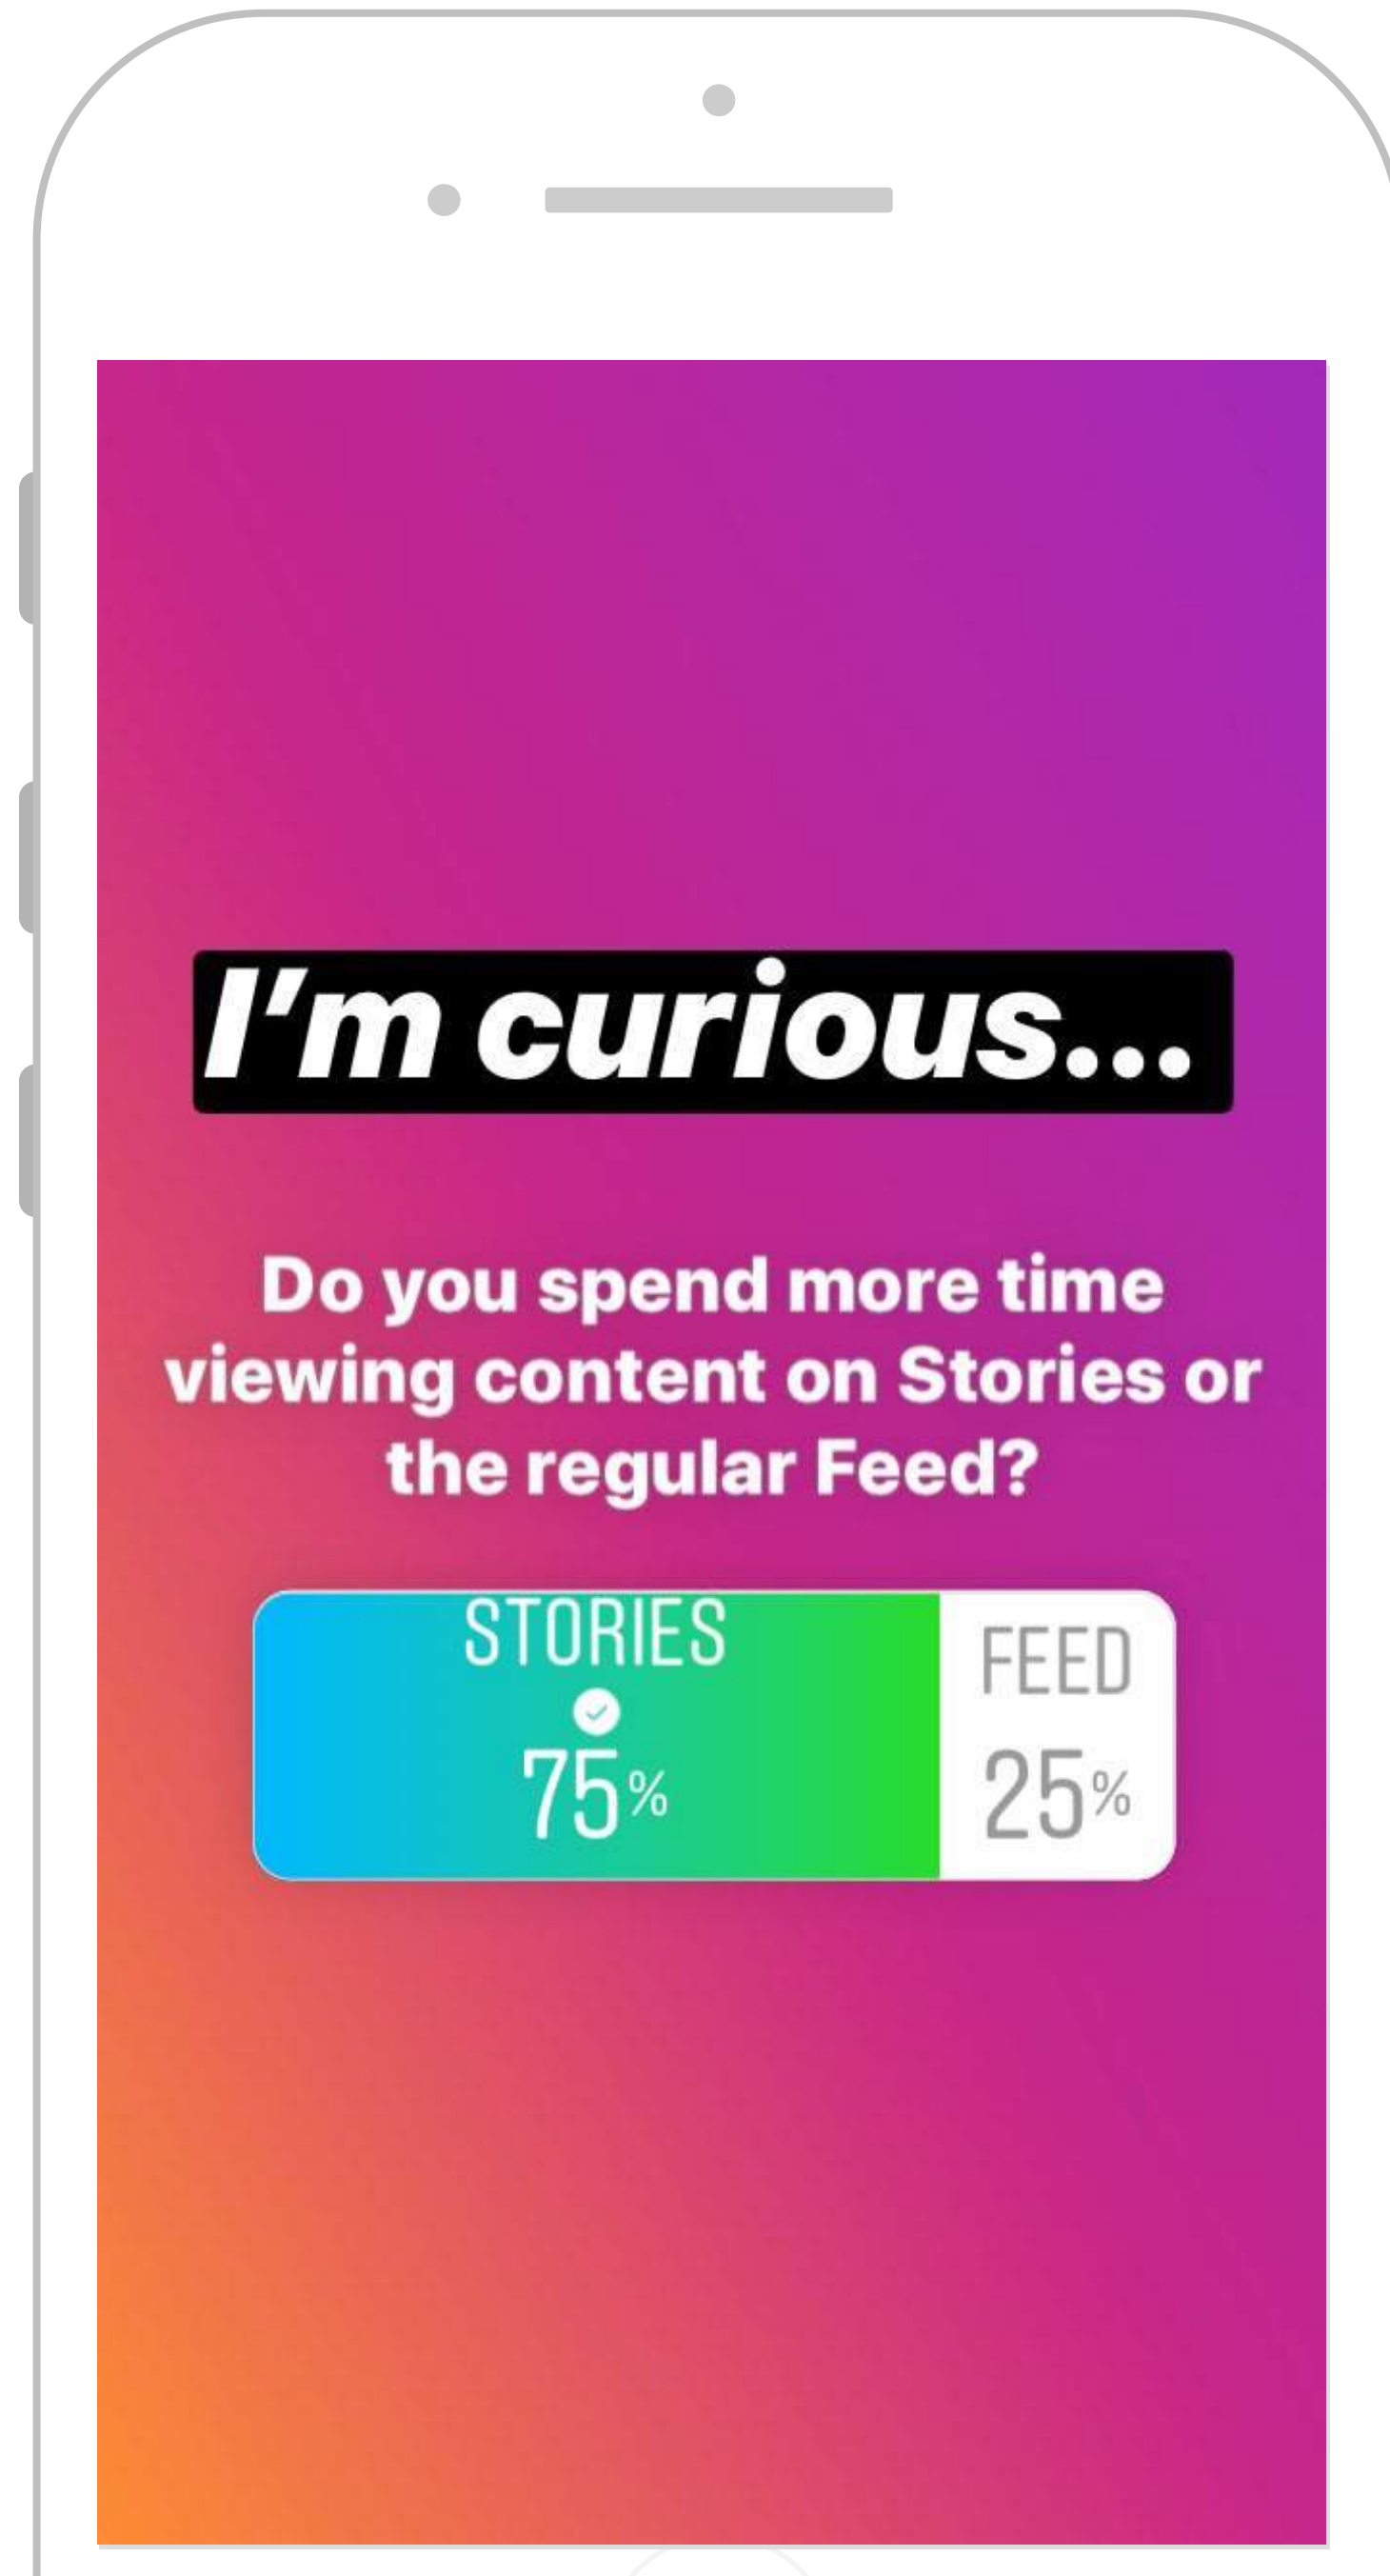 I'm curious...
Do you spend more time
viewing content on Stories or
the regular Feed?
STORIES
75%
FEED
25%